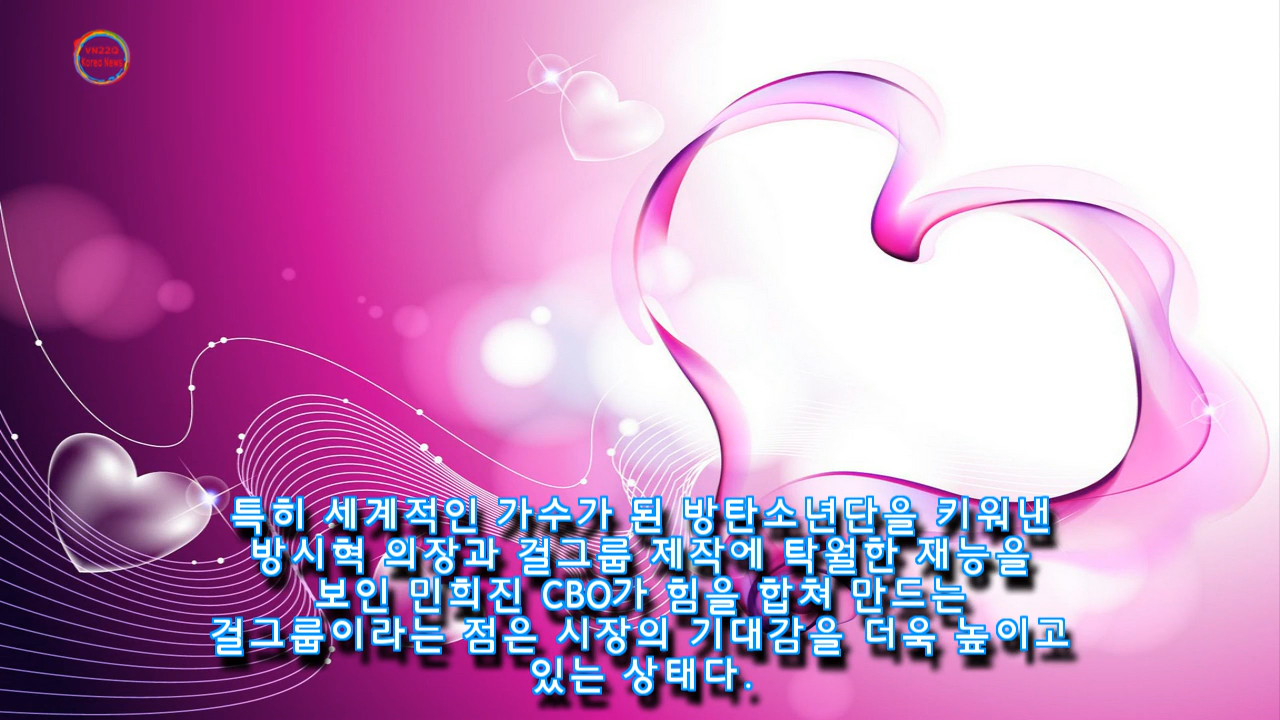 VN22Q
Korea News
특히 세계적인 가수가 된 방탄소년단을 키워낸
방시혁 의장과 걸그룹 제작에 탁월한 재능을
보인 민희진 CBO가 힘을 합쳐 만드는
걸그룹이라는 점은 시장의 기대감을 더욱 높이고
있는 상태다.